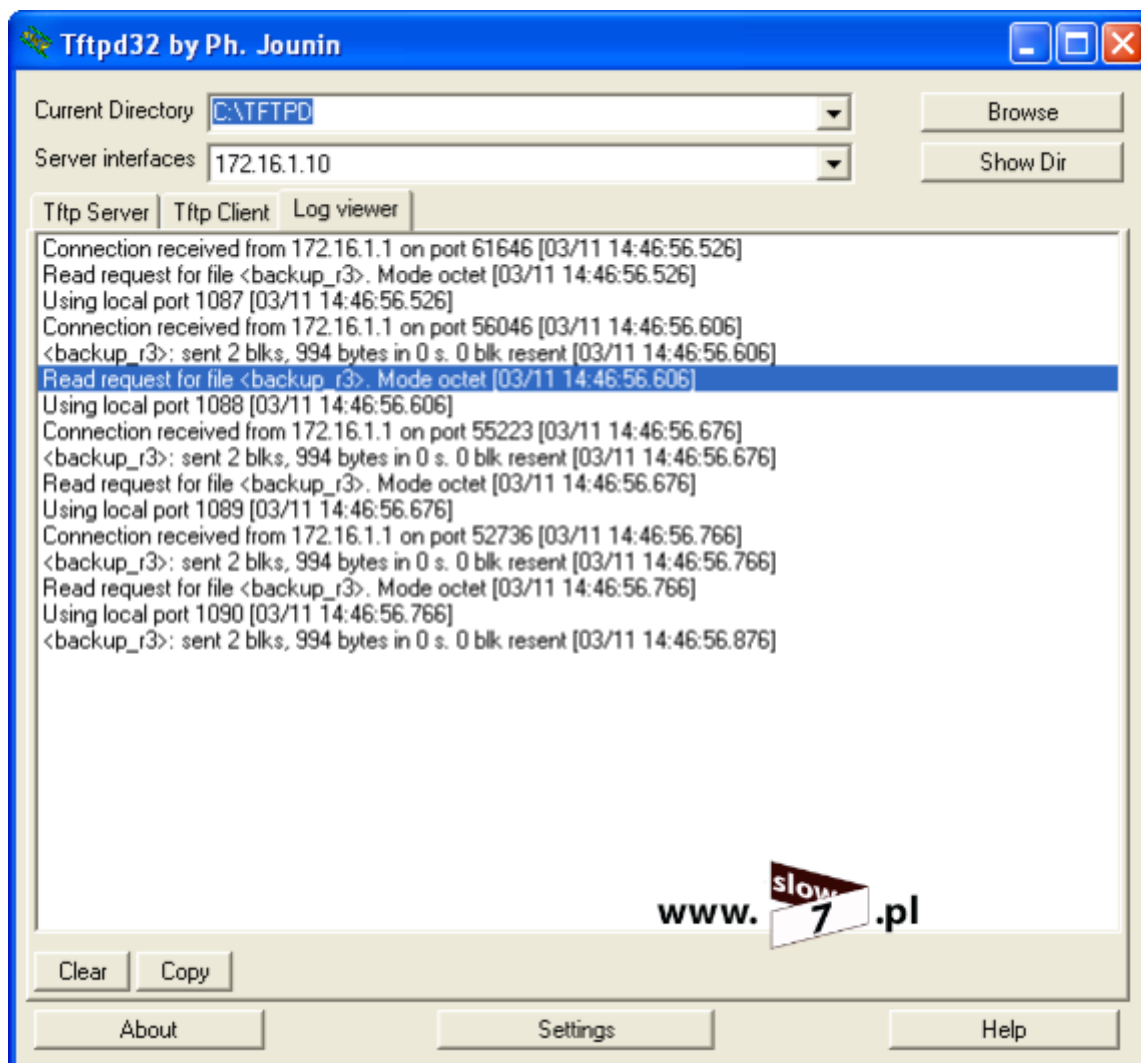 Tftpd32 by Ph. Jounin
Current Directory C:\TFTPD Browse
Server interfaces 172.16.1.10 Show Dir
Tftp Server Tftp Client Log viewer
Connection received from 172.16.1.1 on port 61646 [03/11 14:46:56.526]
Read request for file <backup_r3>. Mode octet [03/11 14:46:56.526]
Using local port 1087 [03/11 14:46:56.526]
Connection received from 172.16.1.1 on port 56046 [03/11 14:46:56.606]
<backup_r3>: sent 2 blks, 994 bytes in 0 s. 0 blk resent [03/11 14:46:56.606]
Read request for file <backup_r3>. Mode octet [03/11 14:46:56.606]
Using local port 1088 [03/11 14:46:56.606]
Connection received from 172.16.1.1 on port 55223 [03/11 14:46:56.676]
<backup_r3>: sent 2 blks, 994 bytes in 0 s. 0 blk resent [03/11 14:46:56.676]
Read request for file <backup_r3>. Mode octet [03/11 14:46:56.676]
Using local port 1089 [03/11 14:46:56.676]
Connection received from 172.16.1.1 on port 52736 [03/11 14:46:56.766]
<backup_r3>: sent 2 blks, 994 bytes in 0 s. 0 blk resent [03/11 14:46:56.766]
Read request for file <backup_r3>. Mode octet [03/11 14:46:56.766]
Using local port 1090 [03/11 14:46:56.766]
<backup_r3>: sent 2 blks, 994 bytes in 0 s. 0 blk resent [03/11 14:46:56.876]
www. slow 7 .pl
Clear Copy
About Settings Help